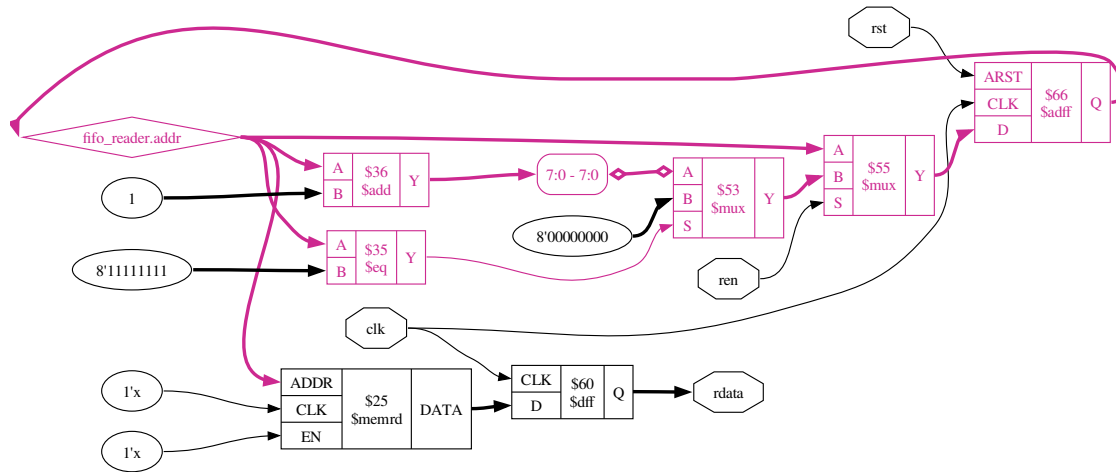 rst
ARST
CLK
D
$66
$adff
Q
fifo_reader.addr
A
B
S
$55
$mux
Y
A
B
$36
$add
Y
7:0 - 7:0
A
B
S
$53
$mux
Y
1
8'00000000
A
B
$35
$eq
Y
8'11111111
ren
clk
ADDR
CLK
EN
$25
$memrd
DATA
CLK
D
$60
$dff
Q
rdata
1'x
1'x